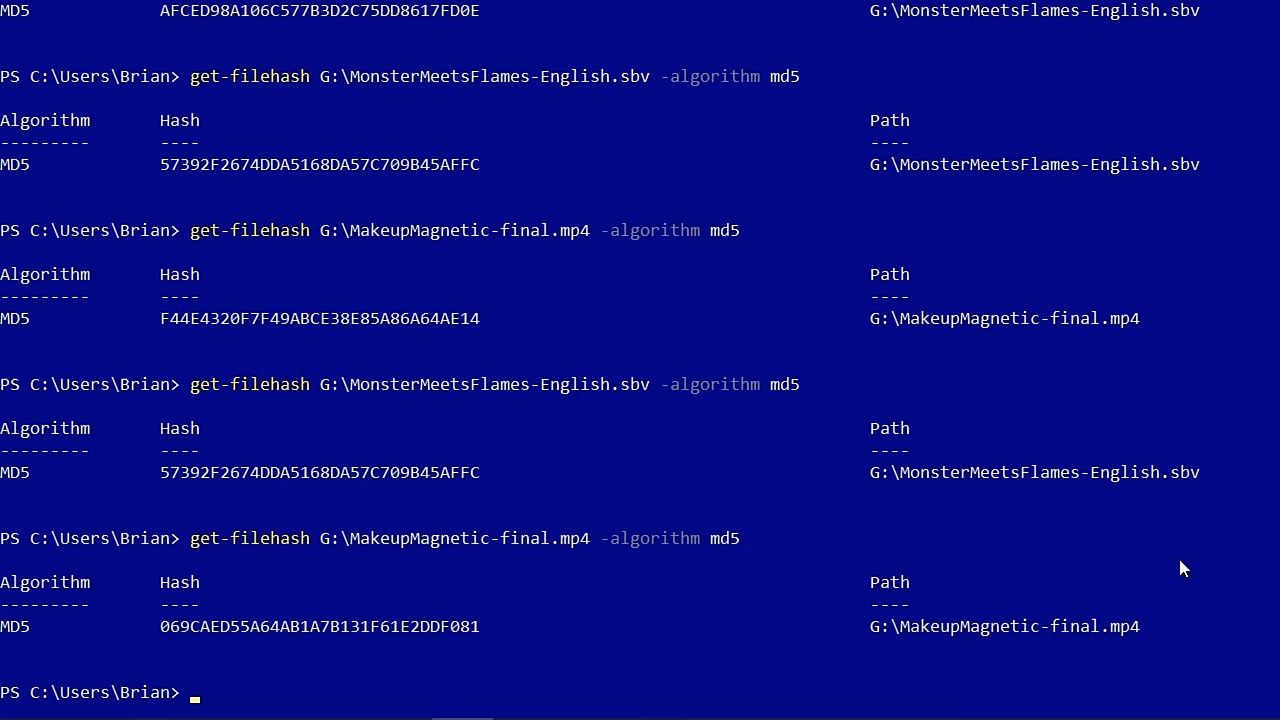 MD5 AFCED98A106C577B3D2C75DD8617FD0E G:\MonsterMeetsFlames-English.sbv
PS C:\Users\Brian> get-filehash G:\MonsterMeetsFlames-English.sbv -algorithm md5
Algorithm Hash Path
--------- ---- ----
MD5 57392F2674DDA5168DA57C709B45AFFC G:\MonsterMeetsFlames-English.sbv
PS C:\Users\Brian> get-filehash G:\MakeupMagnetic-final.mp4 -algorithm md5
Algorithm Hash Path
--------- ---- ----
MD5 F44E4320F7F49ABCE38E85A86A64AE14 G:\MakeupMagnetic-final.mp4
PS C:\Users\Brian> get-filehash G:\MonsterMeetsFlames-English.sbv -algorithm md5
Algorithm Hash Path
--------- ---- ----
MD5 57392F2674DDA5168DA57C709B45AFFC G:\MonsterMeetsFlames-English.sbv
PS C:\Users\Brian> get-filehash G:\MakeupMagnetic-final.mp4 -algorithm md5
Algorithm Hash Path
--------- ---- ----
MD5 069CAED55A64AB1A7B131F61E2DDF081 G:\MakeupMagnetic-final.mp4
PS C:\Users\Brian> _